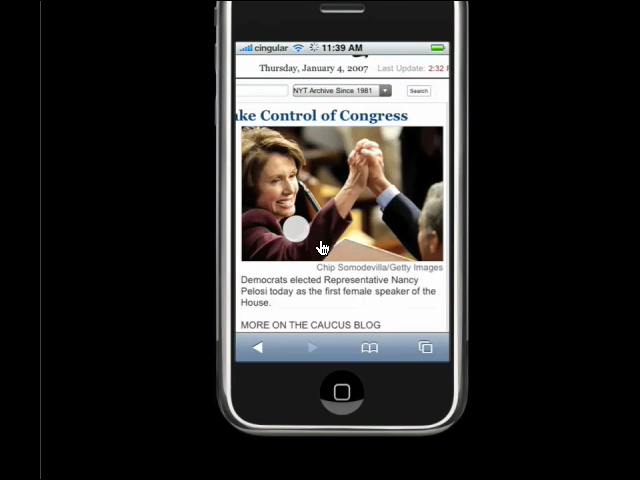 cingular 11:39 AM
Thursday, January 4, 2007 Last Update: 2:32
NYT Archive Since 1981 Search
ke Control of Congress
Chip Somodevilla/Getty Images
Democrats elected Representative Nancy
Pelosi today as the first female speaker of the
House.
MORE ON THE CAUCUS BLOG